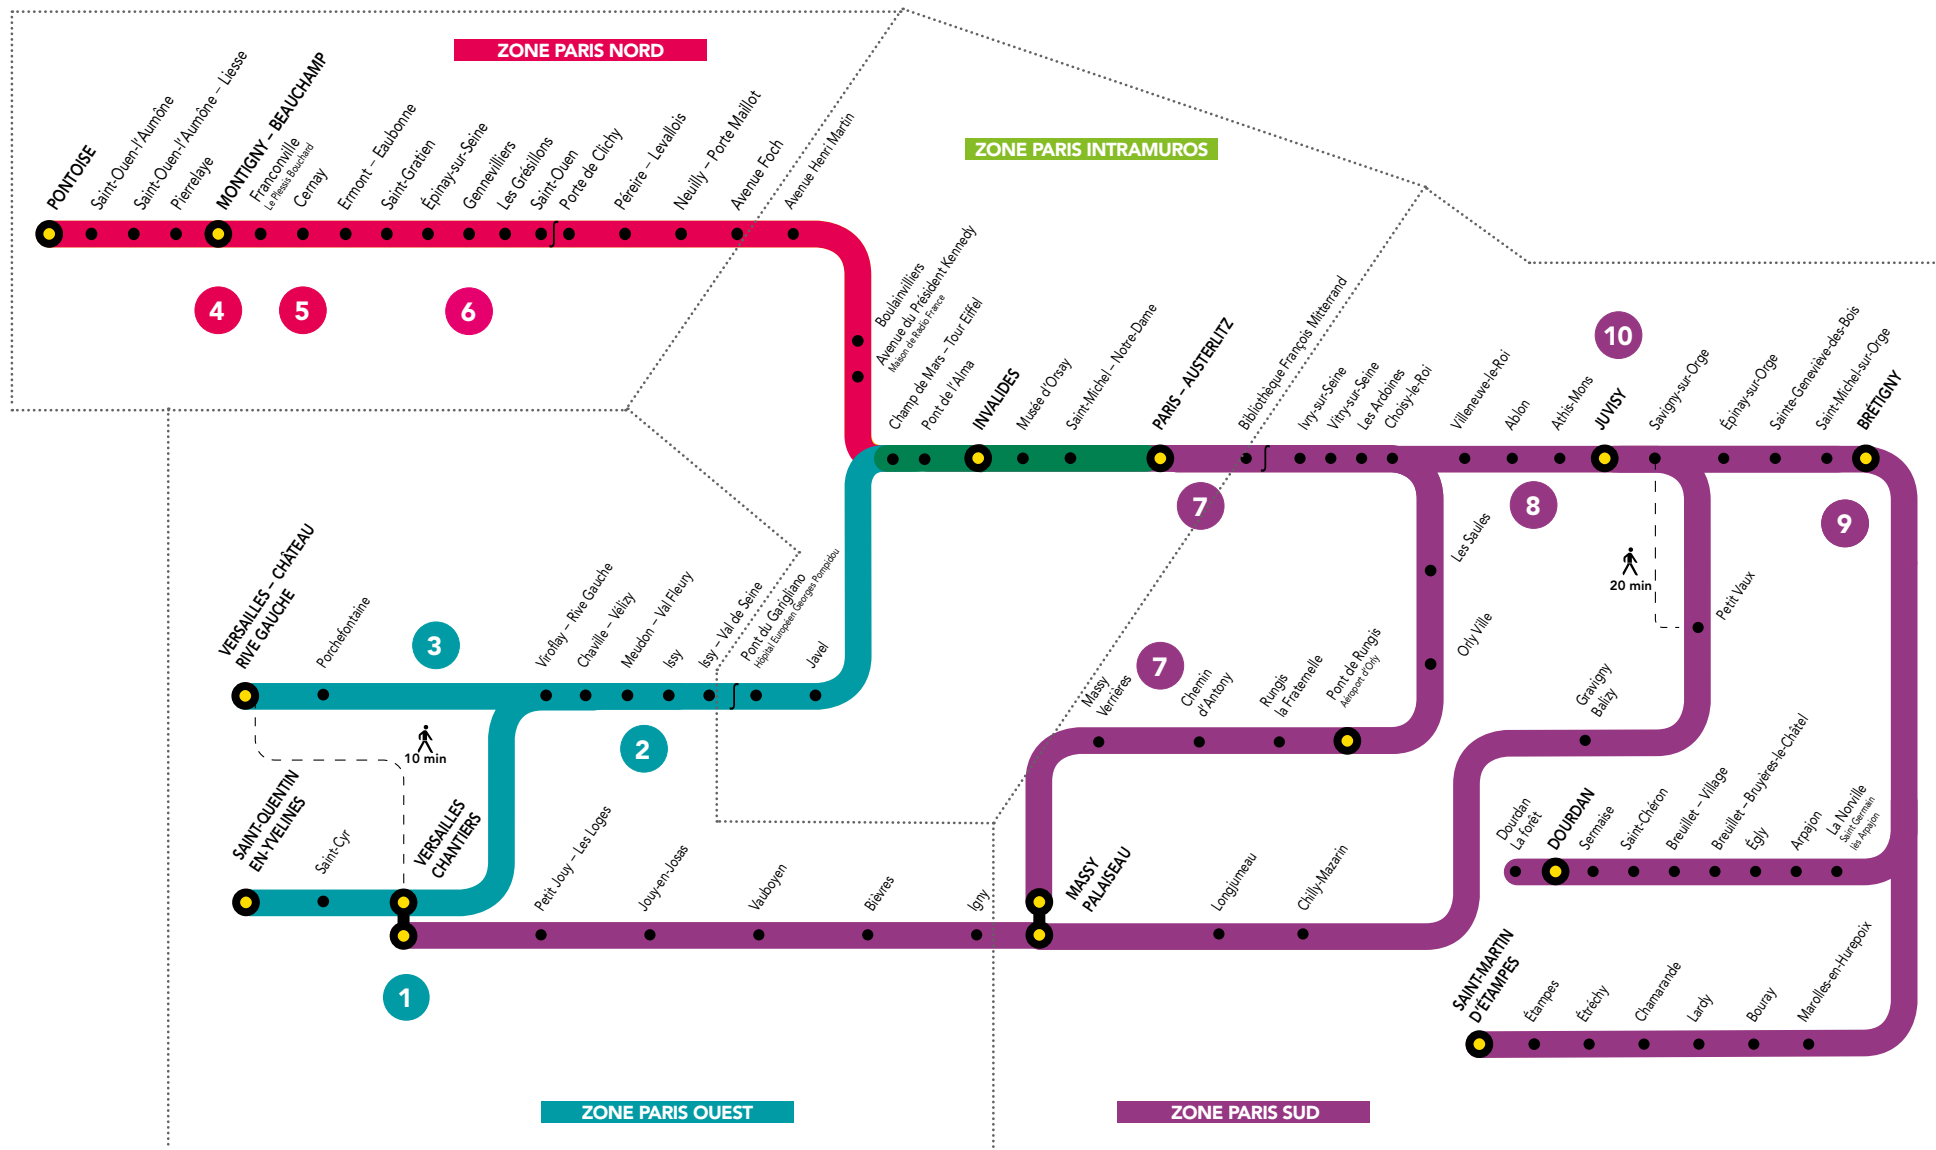 ZONE PARIS NORD
PONTOISE
Saint-Ouen-l'Aumône
Saint-Ouen-l'Aumône – Liesse
Pierrelaye
MONTIGNY – BEAUCHAMP
Franconville
Le Plessis Bouchard
Cernay
Ermont – Eaubonne
Saint-Gratien
Épinay-sur-Seine
Gennevilliers
Les Grésillons
Saint-Ouen
Porte de Clichy
Péreire – Levallois
Neuilly – Porte Maillot
Avenue Foch
Avenue Henri Martin
4
5
6
ZONE PARIS INTRAMUROS
Boulainvilliers
Avenue du Président Kennedy
Maison de Radio France
Champ de Mars – Tour Eiffel
Pont de l'Alma
INVALIDES
Musée d'Orsay
Saint-Michel – Notre-Dame
PARIS – AUSTERLITZ
Bibliothèque François Mitterrand
Ivry-sur-Seine
Vitry-sur-Seine
Les Ardoines
Choisy-le-Roi
Villeneuve-le-Roi
Ablon
Athis-Mons
JUVISY
Savigny-sur-Orge
Épinay-sur-Orge
Sainte-Geneviève-des-Bois
Saint-Michel-sur-Orge
BRÉTIGNY
10
7
8
9
Les Saules
Orly Ville
20 min
Petit Vaux
VERSAILLES – CHÂTEAU
RIVE GAUCHE
Porchefontaine
3
Viroflay – Rive Gauche
Chaville – Vélizy
Meudon – Val Fleury
Issy
Issy – Val de Seine
Pont du Garigliano
Hôpital Européen Georges Pompidou
Javel
2
10 min
7
Massy
Verrières
Chemin
d'Antony
Rungis
la Fraternelle
Pont de Rungis
Aéroport d'Orly
Gravigny
Balizy
SAINT-QUENTIN
EN-YVELINES
Saint-Cyr
VERSAILLES
CHANTIERS
Petit Jouy – Les Loges
Jouy-en-Josas
Vauboyen
Bièvres
Igny
MASSY
PALAISEAU
Longjumeau
Chilly-Mazarin
Dourdan
La forêt
DOURDAN
Sermaise
Saint-Chéron
Breuillet – Village
Breuillet – Bruyères-le-Châtel
Égly
Arpajon
La Norville
Saint Germain
lès Arpajon
1
SAINT-MARTIN
D'ÉTAMPES
Étampes
Étréchy
Chamarande
Lardy
Bouray
Marolles-en-Hurepoix
ZONE PARIS OUEST
ZONE PARIS SUD